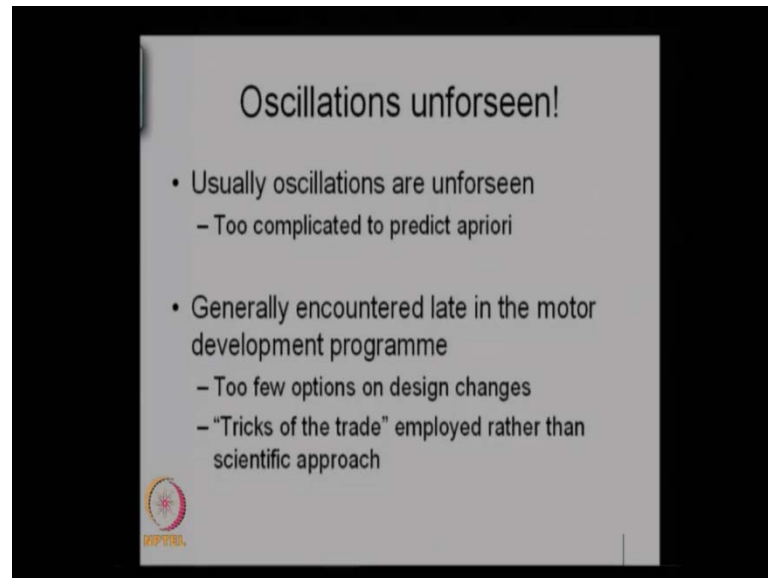 Oscillations unforseen!
• Usually oscillations are unforseen
– Too complicated to predict apriori
• Generally encountered late in the motor
development programme
– Too few options on design changes
– “Tricks of the trade” employed rather than
scientific approach
NPTEL